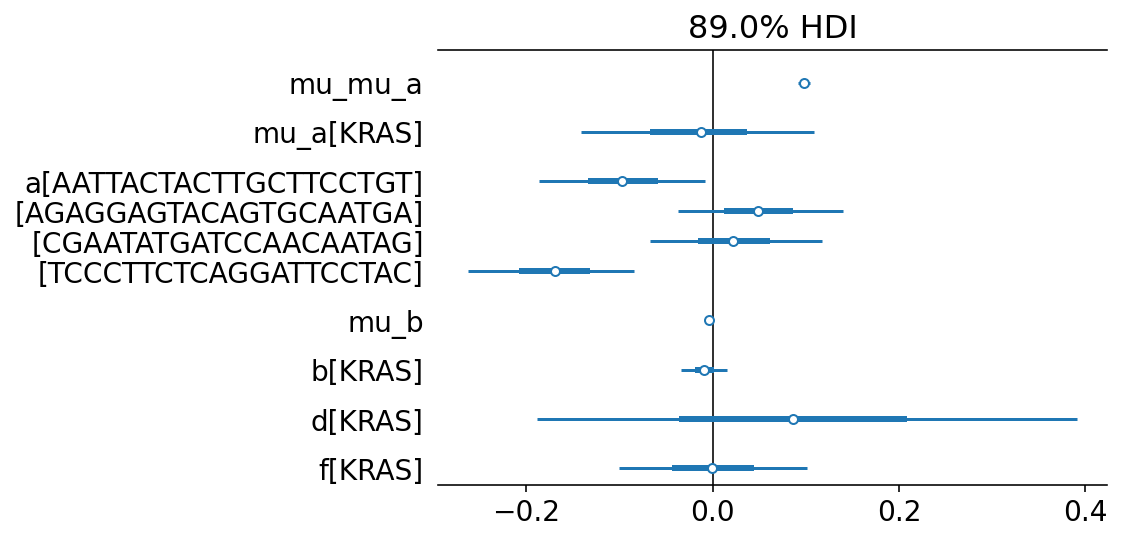 89.0% HDI
mu_mu_a
mu_a[KRAS]
a[AATTACTACTTGCTTCCTGT]
[AGAGGAGTACAGTGCAATGA]
[CGAATATGATCCAACAATAG]
[TCCCTTCTCAGGATTCCTAC]
mu_b
b[KRAS]
d[KRAS]
f[KRAS]
−0.2 0.0 0.2 0.4